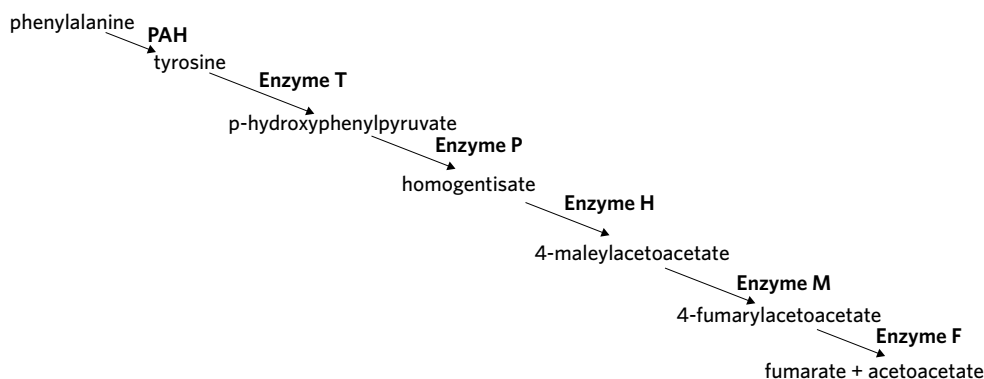 phenylalanine
PAH
tyrosine
Enzyme T
p-hydroxyphenylpyruvate
Enzyme P
homogentisate
Enzyme H
4-maleylacetoacetate
Enzyme M
4-fumarylacetoacetate
Enzyme F
fumarate + acetoacetate